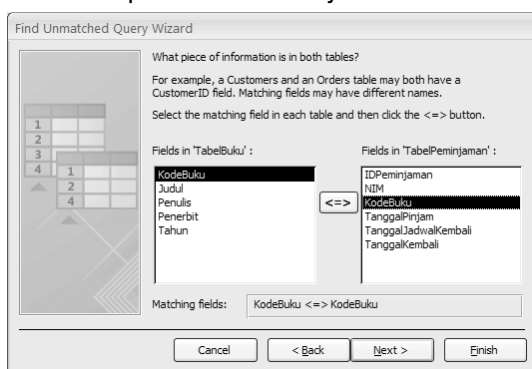 Find Unmatched Query Wizard
What piece of information is in both tables?
For example, a Customers and an Orders table may both have a
CustomerID field. Matching fields may have different names.
Select the matching field in each table and then click the <=> button.
Fields in 'TabelBuku' :
KodeBuku
Judul
Penulis
Penerbit
Tahun
<=>
Fields in 'TabelPeminjaman' :
IDPeminjaman
NIM
KodeBuku
TanggalPinjam
TanggalJadwalKembali
TanggalKembali
1
2
3
4
1
2
4
Matching fields: KodeBuku <=> KodeBuku
Cancel < Back Next > Finish